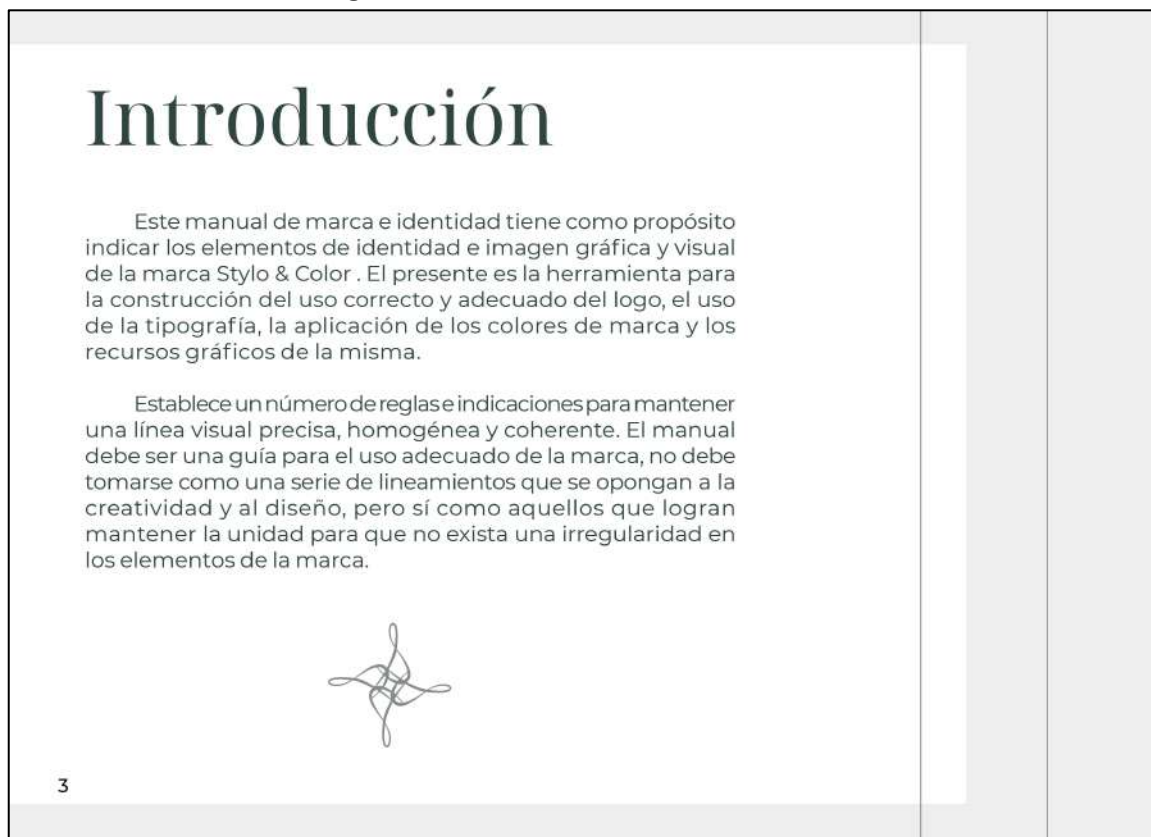 Introducción
Este manual de marca e identidad tiene como propósito
indicar los elementos de identidad e imagen gráfica y visual
de la marca Stylo & Color . El presente es la herramienta para
la construcción del uso correcto y adecuado del logo, el uso
de la tipografía, la aplicación de los colores de marca y los
recursos gráficos de la misma.
Establece un número de reglas e indicaciones para mantener
una línea visual precisa, homogénea y coherente. El manual
debe ser una guía para el uso adecuado de la marca, no debe
tomarse como una serie de lineamientos que se opongan a la
creatividad y al diseño, pero sí como aquellos que logran
mantener la unidad para que no exista una irregularidad en
los elementos de la marca.
3